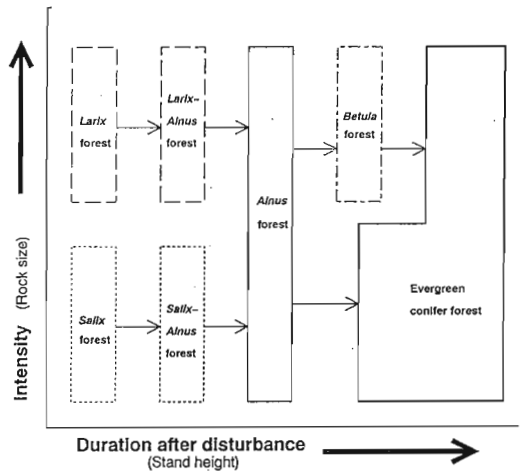 Intensity (Rock size)
Larix
forest
Larix–
Alnus
forest
Alnus
forest
Betula
forest
Salix
forest
Salix–
Alnus
forest
Evergreen
conifer forest
Duration after disturbance
(Stand height)